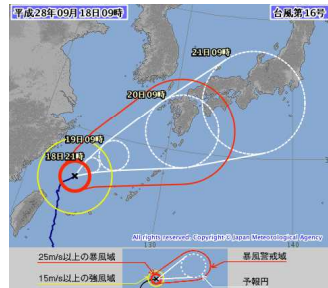 平成28年09月18日09時
台風第16号
21日09時
20日09時
19日09時
18日21時
All rights reserved. Copyright © Japan Meteorological Agency
130
140
25m/s以上の暴風域
暴風警戒域
15m/s以上の強風域
予報円